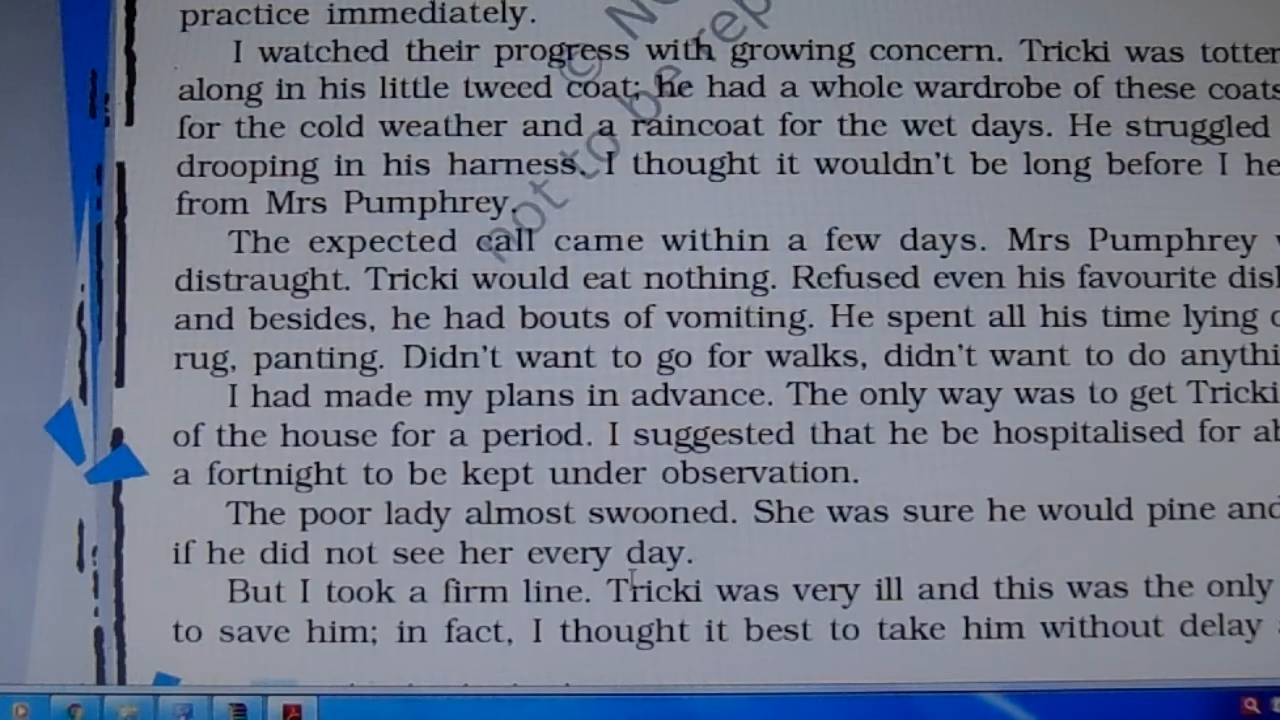 practice immediately.
I watched their progress with growing concern. Tricki was totter
along in his little tweed coat; he had a whole wardrobe of these coats
for the cold weather and a raincoat for the wet days. He struggled
drooping in his harness. I thought it wouldn't be long before I he
from Mrs Pumphrey.
The expected call came within a few days. Mrs Pumphrey
distraught. Tricki would eat nothing. Refused even his favourite dish
and besides, he had bouts of vomiting. He spent all his time lying o
rug, panting. Didn't want to go for walks, didn't want to do anythi
I had made my plans in advance. The only way was to get Tricki
of the house for a period. I suggested that he be hospitalised for ab
a fortnight to be kept under observation.
The poor lady almost swooned. She was sure he would pine and
if he did not see her every day.
But I took a firm line. Tricki was very ill and this was the only
to save him; in fact, I thought it best to take him without delay
© N
not to be rep